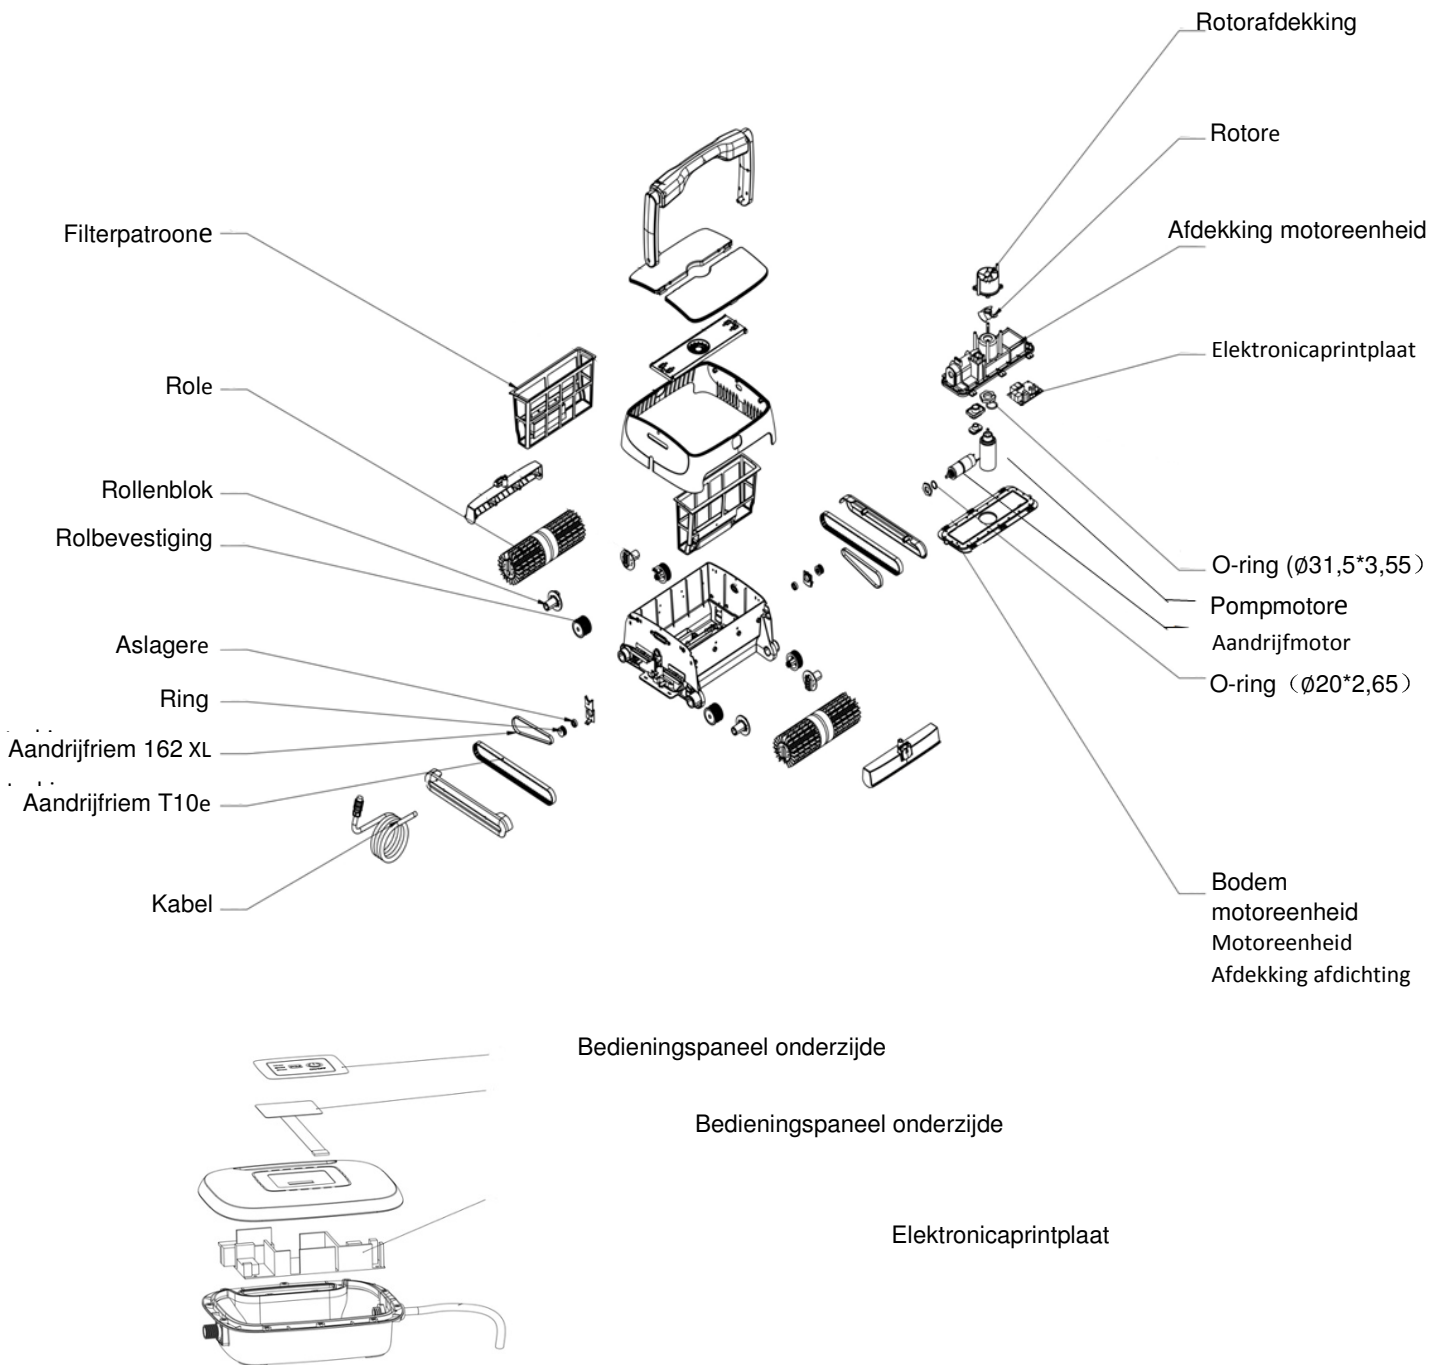 Rotorafdekking
Rotore
Filterpatroone
Afdekking motoreenheid
Elektronicaprintplaat
Role
Rollenblok
Rolbevestiging
O-ring (Ø31,5*3,55）
Pompmotore
Aslagere
Aandrijfmotor
Ring
O-ring （Ø20*2,65）
Aandrijfriem 162 XL
Aandrijfriem T10e
Kabel
Bodem
motoreenheid
Motoreenheid
Afdekking afdichting
Bedieningspaneel onderzijde
Bedieningspaneel onderzijde
Elektronicaprintplaat